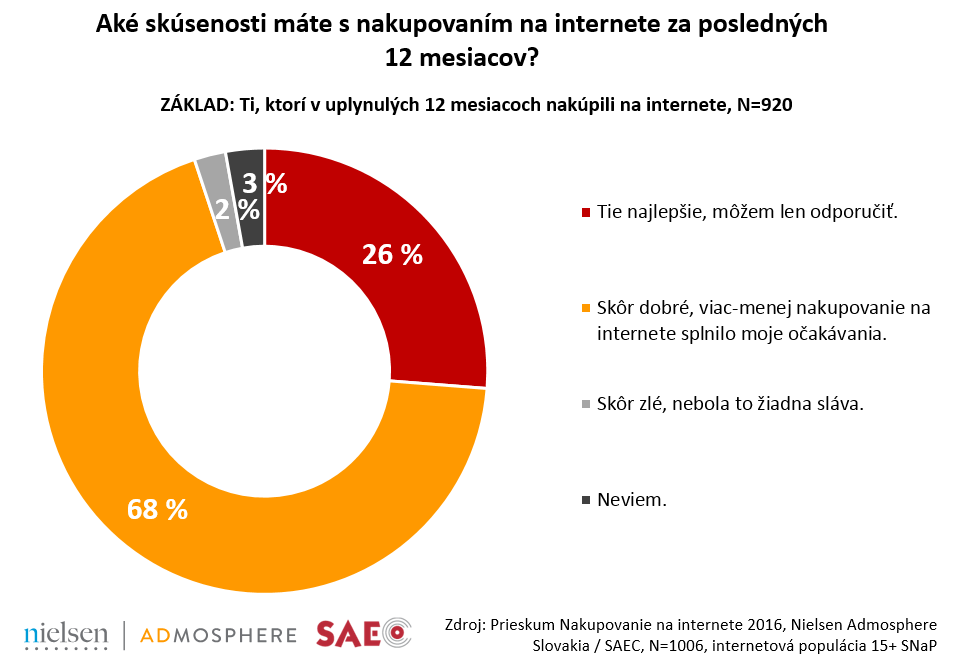 Aké skúsenosti máte s nakupovaním na internete za posledných
12 mesiacov?
ZÁKLAD: Ti, ktorí v uplynulých 12 mesiacoch nakúpili na internete, N=920
3 %
2 %
26 %
68 %
Tie najlepšie, môžem len odporučiť.
Skôr dobré, viac-menej nakupovanie na
internete splnilo moje očakávania.
Skôr zlé, nebola to žiadna sláva.
Neviem.
nielsen | ADMOSPHERE SAEC
Zdroj: Prieskum Nakupovanie na internete 2016, Nielsen Admosphere
Slovakia / SAEC, N=1006, internetová populácia 15+ SNaP